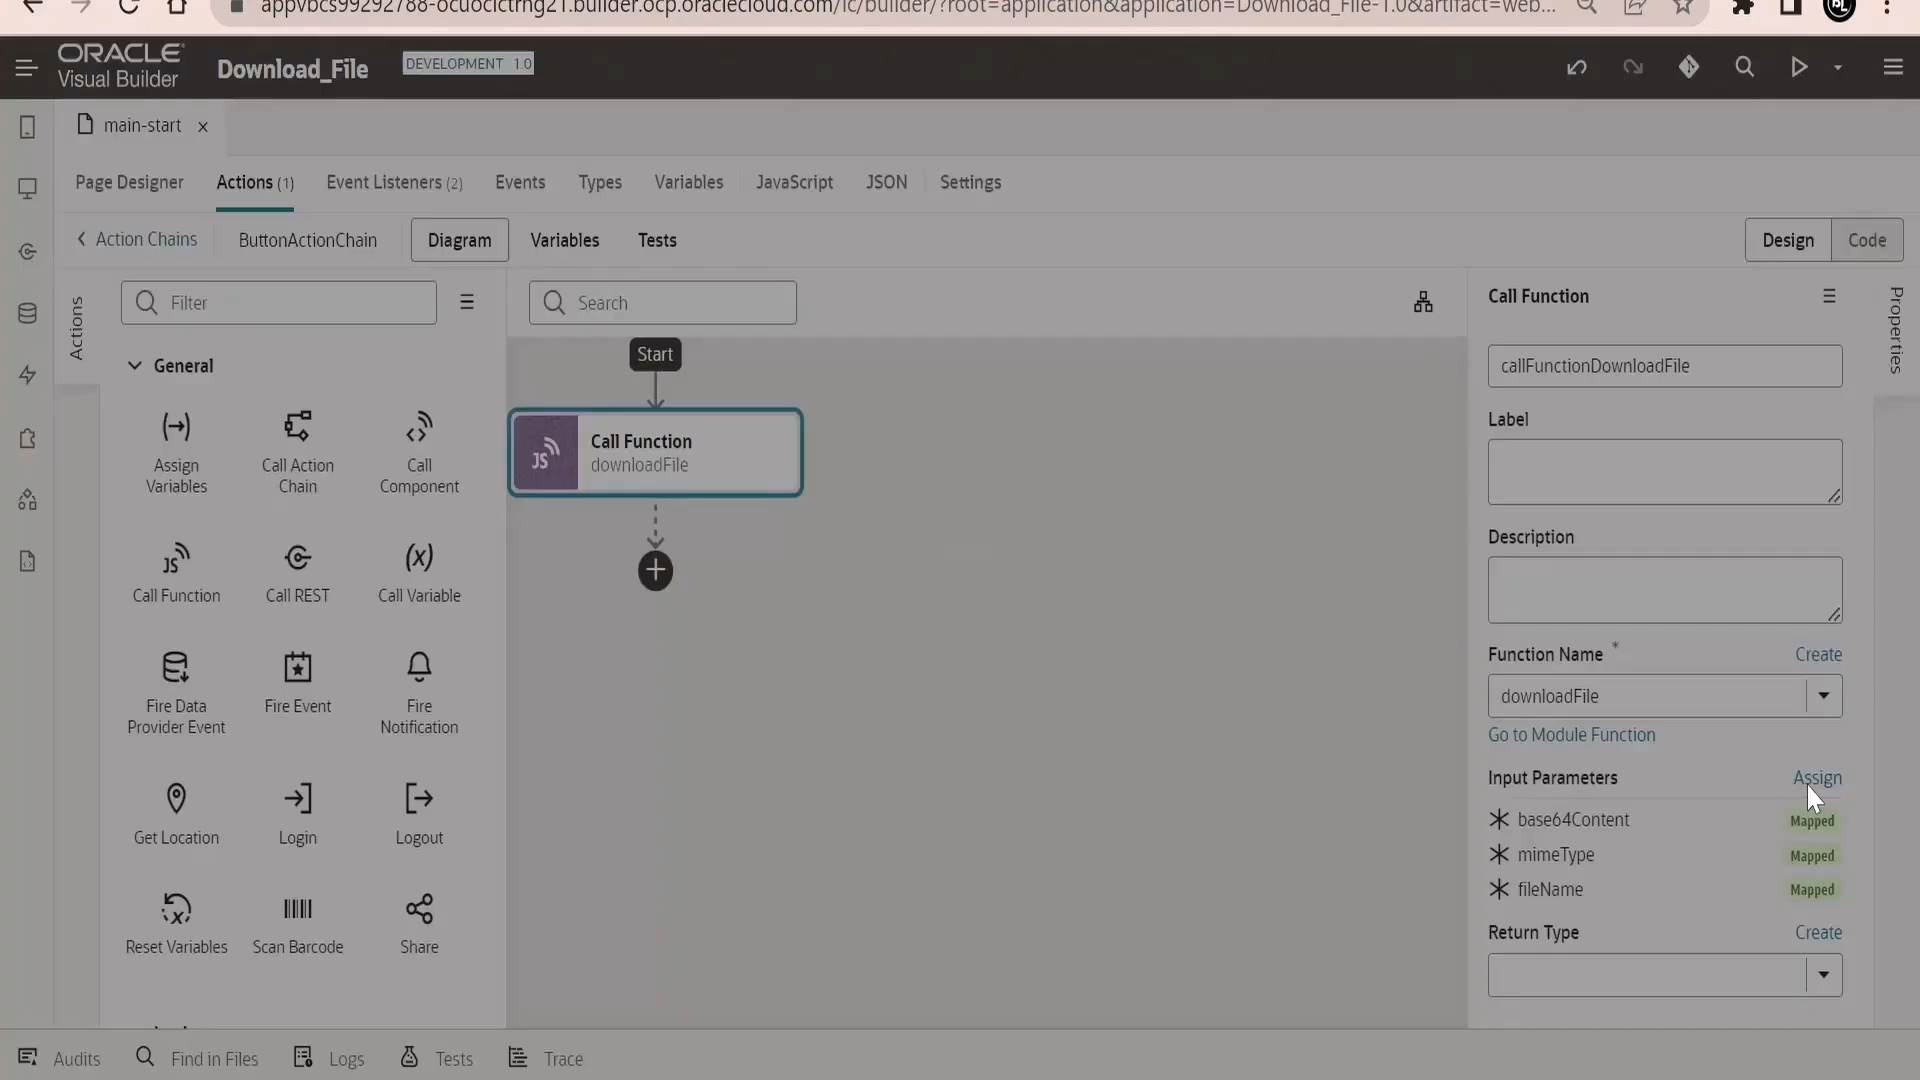 appvbcs99292788-ocuocictrng21.builder.ocp.oraclecloud.com/ic/builder/?root=application&application=Download_File-1.0&artifact=web...
bL
ORACLE
Visual Builder
Download_File
DEVELOPMENT 1.0
main-start
Page Designer
Actions (1)
Event Listeners (2)
Events
Types
Variables
JavaScript
JSON
Settings
Action Chains
ButtonActionChain
Diagram
Variables
Tests
Design
Code
Actions
Filter
General
Assign
Variables
Call Action
Chain
Call
Component
JS
Call Function
Call REST
(x)
Call Variable
Fire Data
Provider Event
Fire Event
Fire
Notification
Get Location
Login
Logout
Reset Variables
Scan Barcode
Share
Search
Start
JS
Call Function
downloadFile
Call Function
callFunctionDownloadFile
Label
Description
Function Name *
Create
downloadFile
Go to Module Function
Input Parameters
Assign
base64Content
Mapped
mimeType
Mapped
fileName
Mapped
Return Type
Create
Properties
Audits
Find in Files
Logs
Tests
Trace